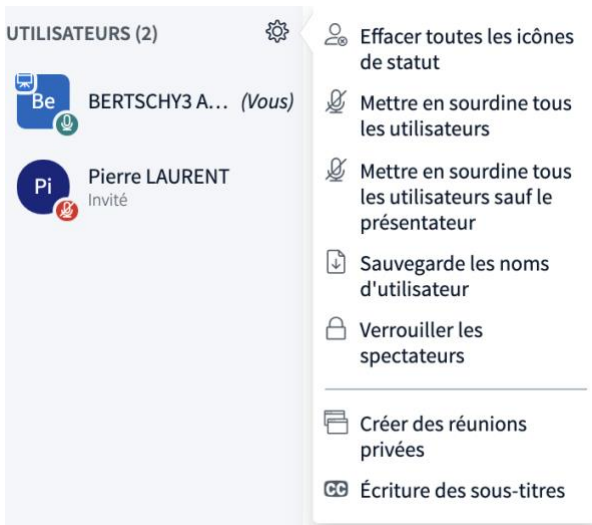 UTILISATEURS (2)
Be
BERTSCHY3 A... (Vous)
Pi
Pierre LAURENT
Invité
Effacer toutes les icônes
de statut
Mettre en sourdine tous
les utilisateurs
Mettre en sourdine tous
les utilisateurs sauf le
présentateur
Sauvegarde les noms
d'utilisateur
Verrouiller les
spectateurs
Créer des réunions
privées
CC Écriture des sous-titres